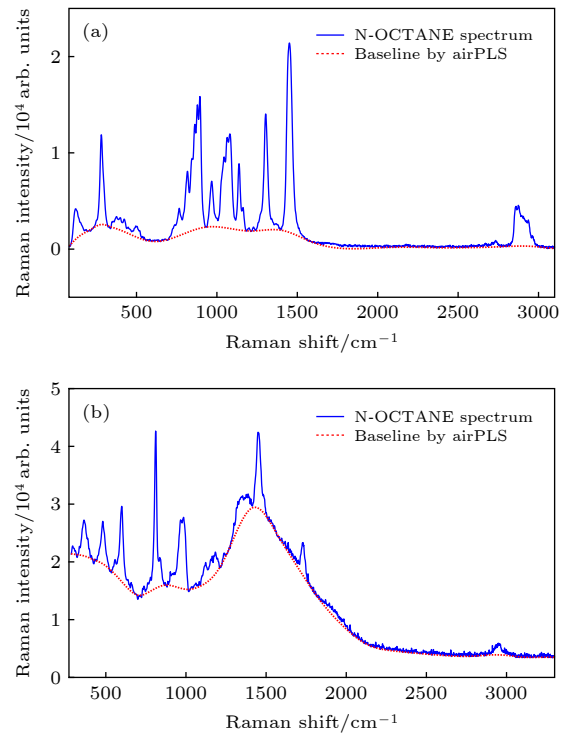 (a)
N-OCTANE spectrum
Baseline by airPLS
Raman intensity/10⁴ arb. units
2
1
0
500 1000 1500 2000 2500 3000
Raman shift/cm⁻¹
(b)
N-OCTANE spectrum
Baseline by airPLS
Raman intensity/10⁴ arb. units
5
4
3
2
1
0
500 1000 1500 2000 2500 3000
Raman shift/cm⁻¹